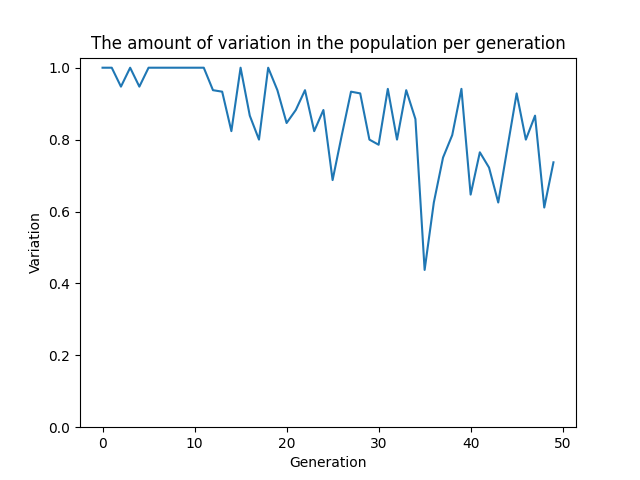 The amount of variation in the population per generation
1.0
0.8
0.6
0.4
0.2
0.0
Variation
0 10 20 30 40 50
Generation